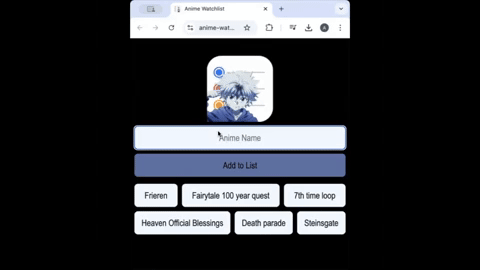 Anime Watchlist
anime-wat...
A
Anime Name
Add to List
Frieren
Fairytale 100 year quest
7th time loop
Heaven Official Blessings
Death parade
Steinsgate